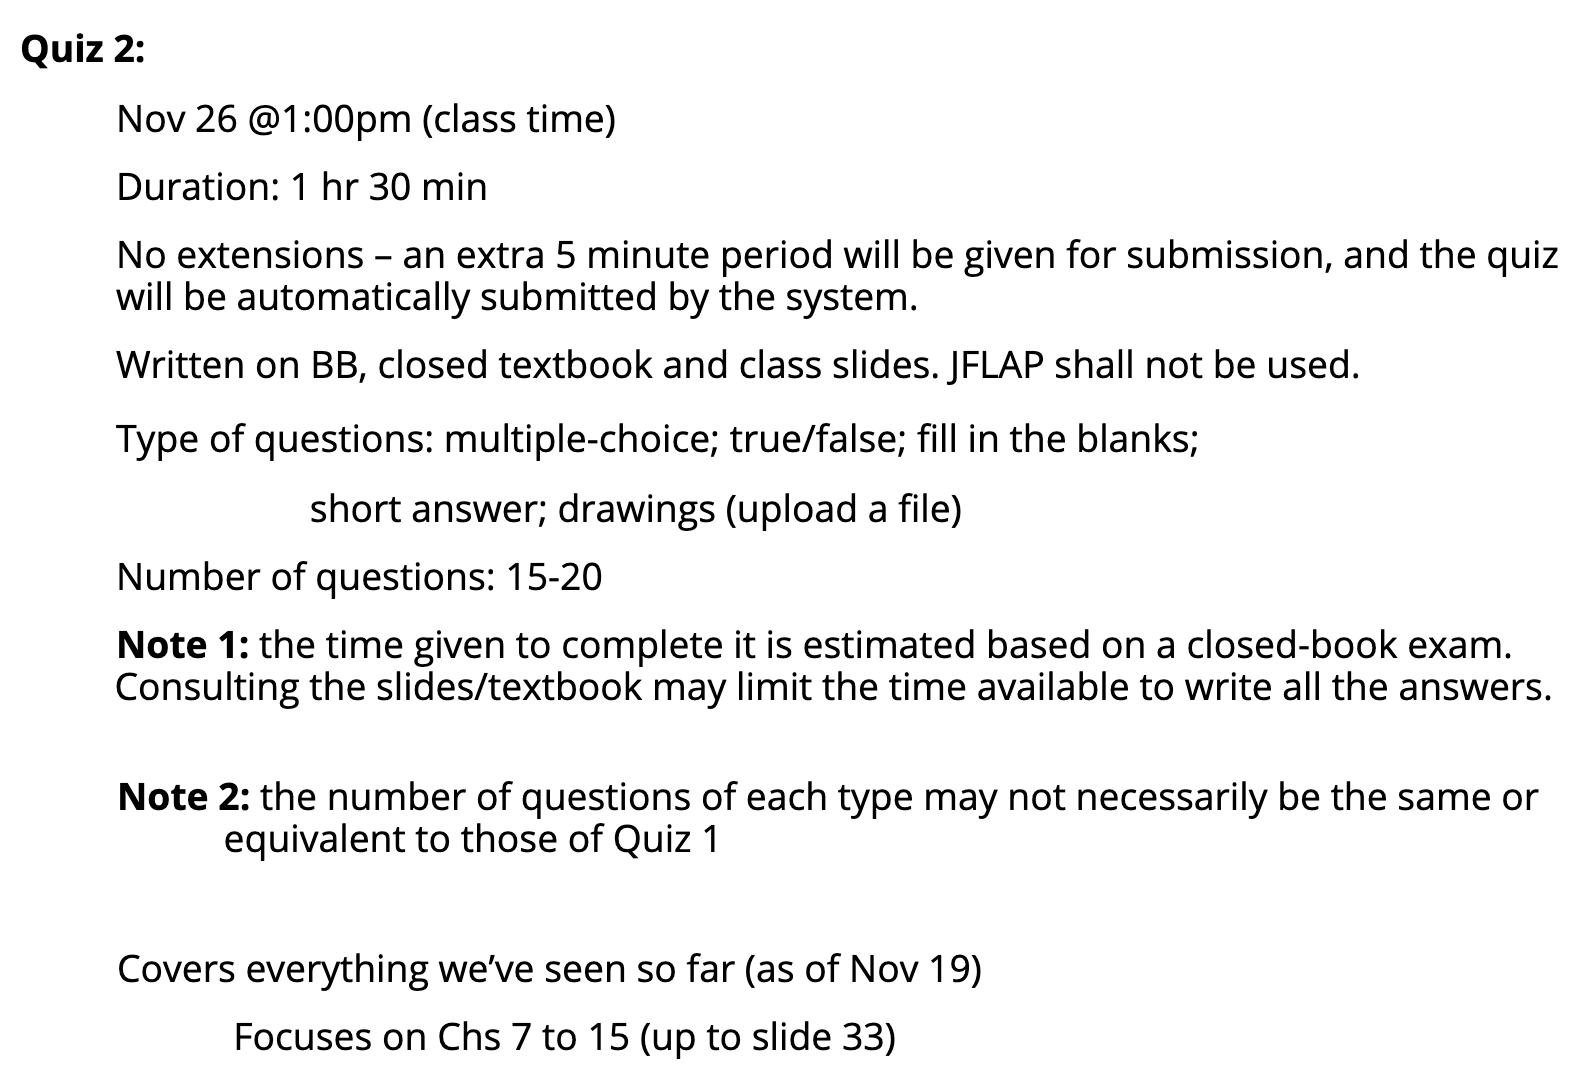 Quiz 2:
Nov 26 @1:00pm (class time)
Duration: 1 hr 30 min
No extensions – an extra 5 minute period will be given for submission, and the quiz
will be automatically submitted by the system.
Written on BB, closed textbook and class slides. JFLAP shall not be used.
Type of questions: multiple-choice; true/false; fill in the blanks;
short answer; drawings (upload a file)
Number of questions: 15-20
Note 1: the time given to complete it is estimated based on a closed-book exam.
Consulting the slides/textbook may limit the time available to write all the answers.
Note 2: the number of questions of each type may not necessarily be the same or
equivalent to those of Quiz 1
Covers everything we’ve seen so far (as of Nov 19)
Focuses on Chs 7 to 15 (up to slide 33)